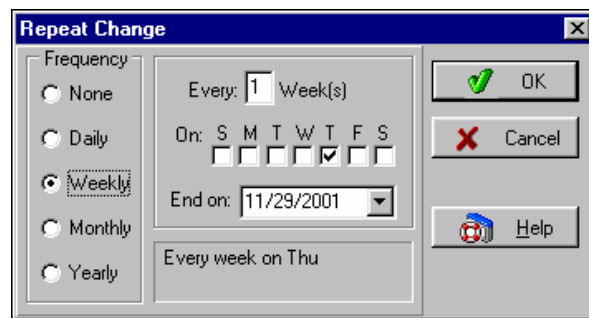 Repeat Change
Frequency
None
Daily
Weekly
Monthly
Yearly
Every: 1 Week(s)
On: S M T W T F S
End on: 11/29/2001
Every week on Thu
OK
Cancel
Help